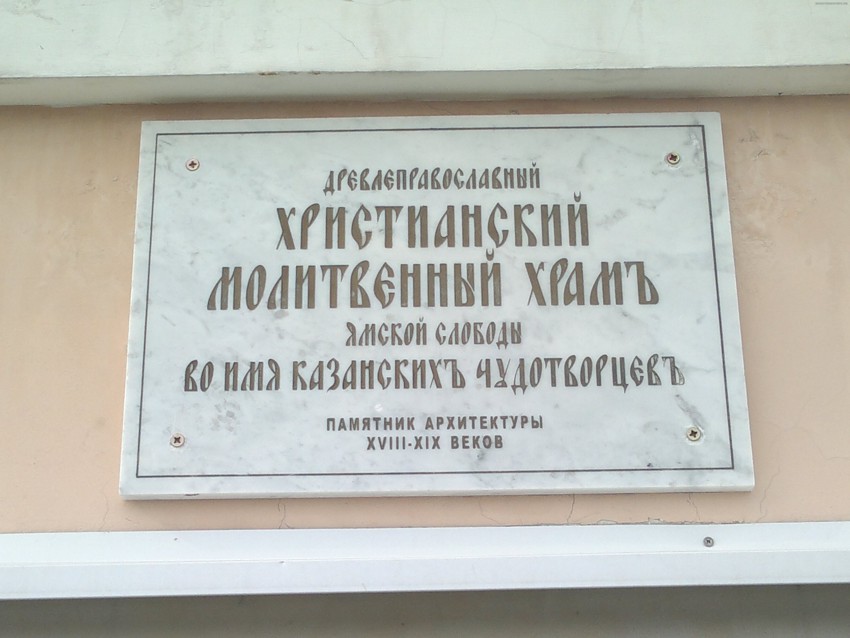 ДРЕВЛЕПРАВОСЛАВНЫЙ
ХРИСТИАНСКИЙ
МОЛИТВЕННЫЙ ХРАМЪ
ЯМСКОЙ СЛОБОДЫ
ВО ИМЯ КАЗАНСКИХЪ ЧУДОТВОРЦЕВЪ
ПАМЯТНИК АРХИТЕКТУРЫ
XVIII-XIX ВЕКОВ